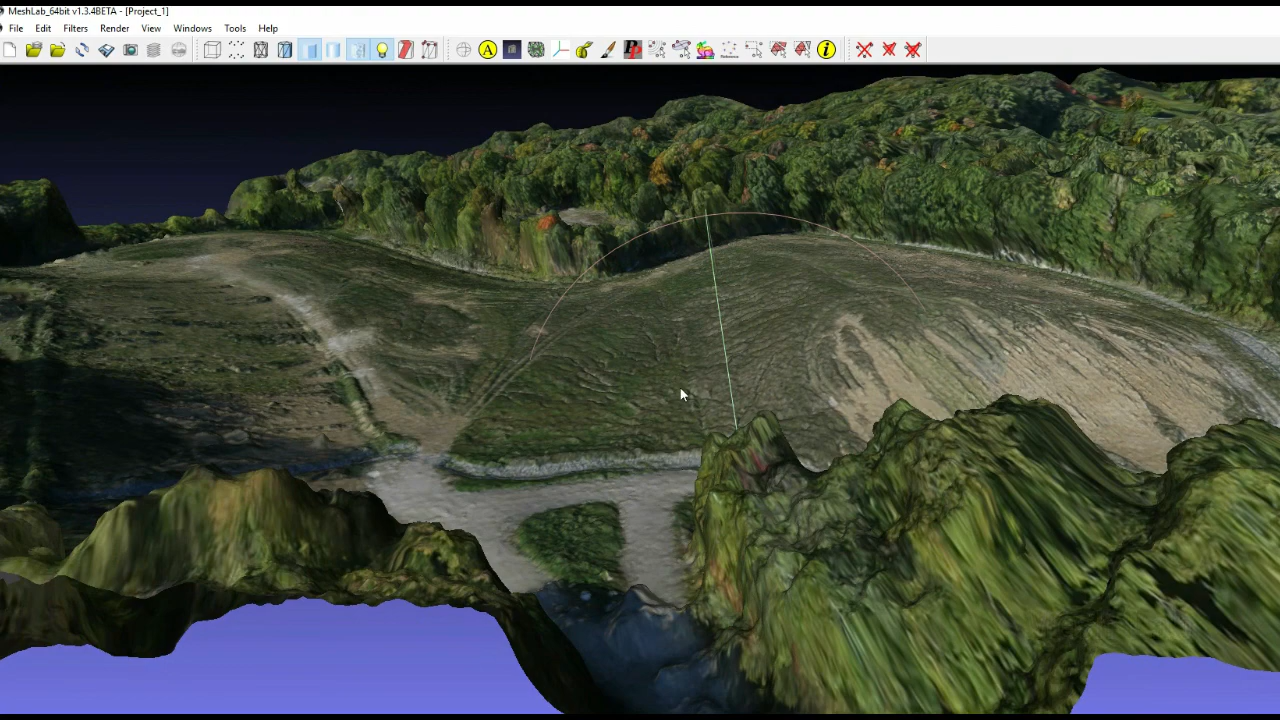 MeshLab_64bit v1.3.4BETA - [Project_1]
File Edit Filters Render View Windows Tools Help
A
i